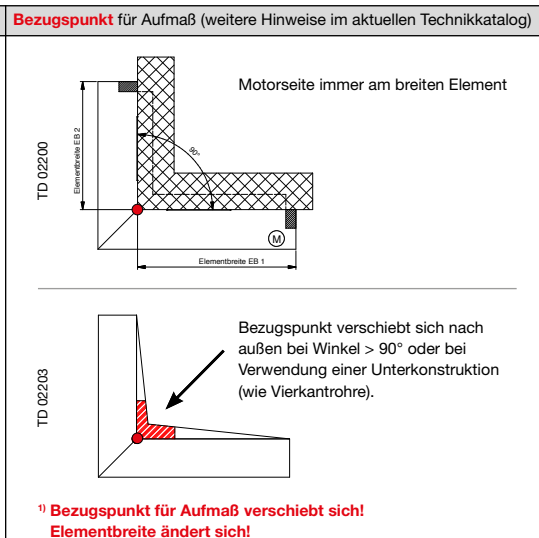 Bezugspunkt für Aufmaß (weitere Hinweise im aktuellen Technikkatalog)
Motorseite immer am breiten Element
TD 02200
Elementbreite EB 2
90°
M
Elementbreite EB 1
TD 02203
Bezugspunkt verschiebt sich nach
außen bei Winkel > 90° oder bei
Verwendung einer Unterkonstruktion
(wie Vierkantrohre).
1) Bezugspunkt für Aufmaß verschiebt sich!
Elementbreite ändert sich!